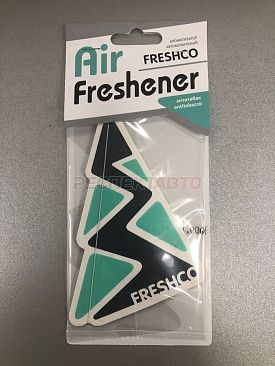 Air
АРОМАТИЗАТОР
АВТОМОБИЛЬНЫЙ
FRESHCO
Freshener
антитабак
antitobacco
FRESHCO